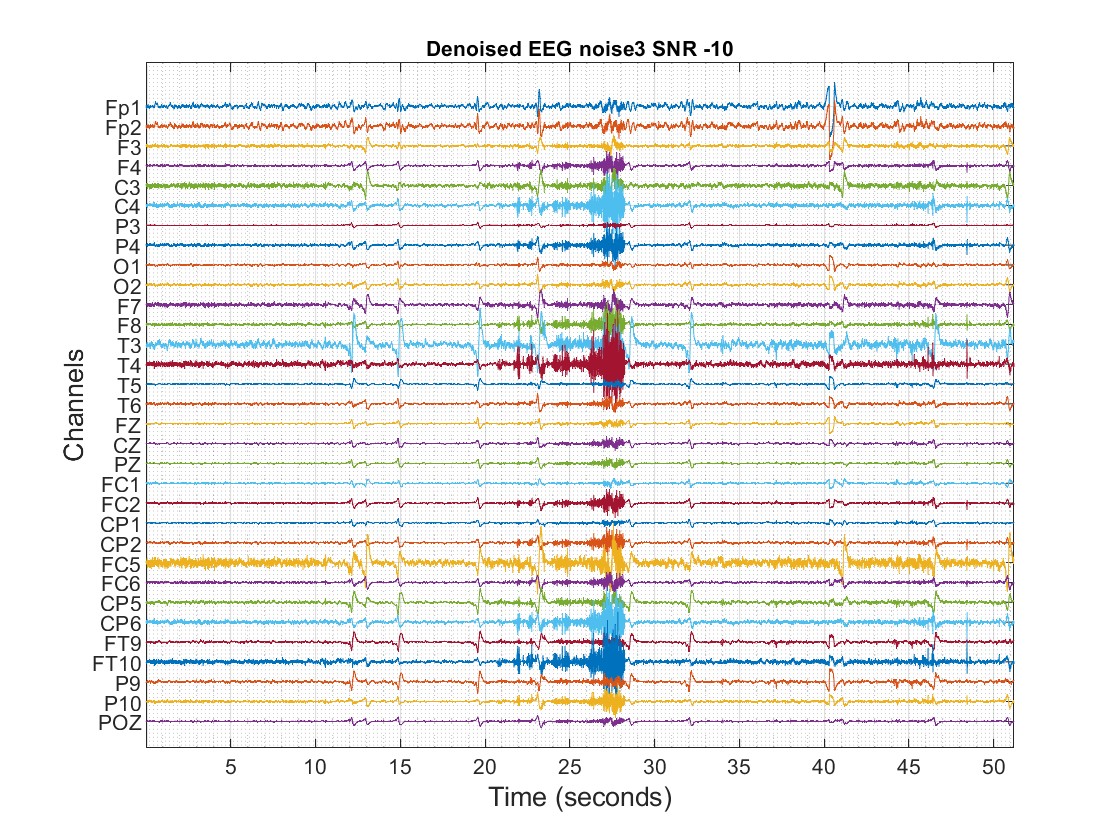 Denoised EEG noise3 SNR -10
Channels
Fp1
Fp2
F3
F4
C3
C4
P3
P4
O1
O2
F7
F8
T3
T4
T5
T6
FZ
CZ
PZ
FC1
FC2
CP1
CP2
FC5
FC6
CP5
CP6
FT9
FT10
P9
P10
POZ
5 10 15 20 25 30 35 40 45 50
Time (seconds)